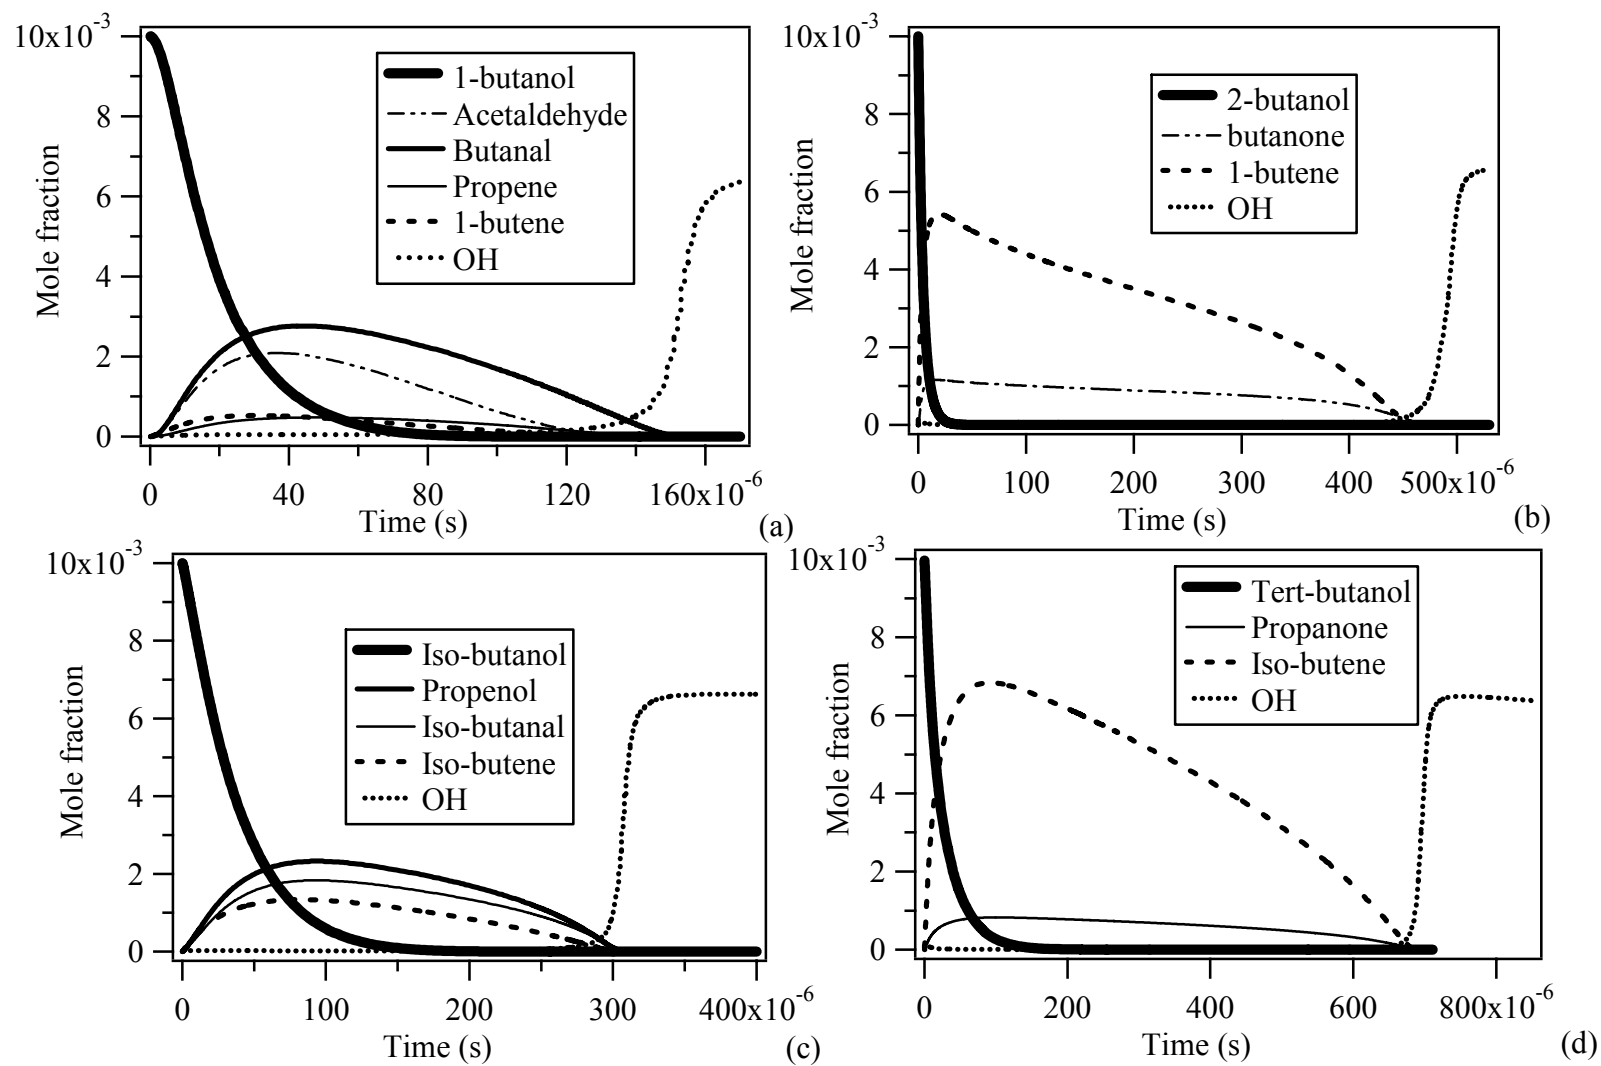 10x10-3
8
6
4
2
0
Mole fraction
1-butanol
Acetaldehyde
Butanal
Propene
1-butene
OH
0 40 80 120 160x10-6
Time (s)
(a)
10x10-3
8
6
4
2
0
Mole fraction
2-butanol
butanone
1-butene
OH
0 100 200 300 400 500x10-6
Time (s)
(b)
10x10-3
8
6
4
2
0
Mole fraction
Iso-butanol
Propenol
Iso-butanal
Iso-butene
OH
0 100 200 300 400x10-6
Time (s)
(c)
10x10-3
8
6
4
2
0
Mole fraction
Tert-butanol
Propanone
Iso-butene
OH
0 200 400 600 800x10-6
Time (s)
(d)